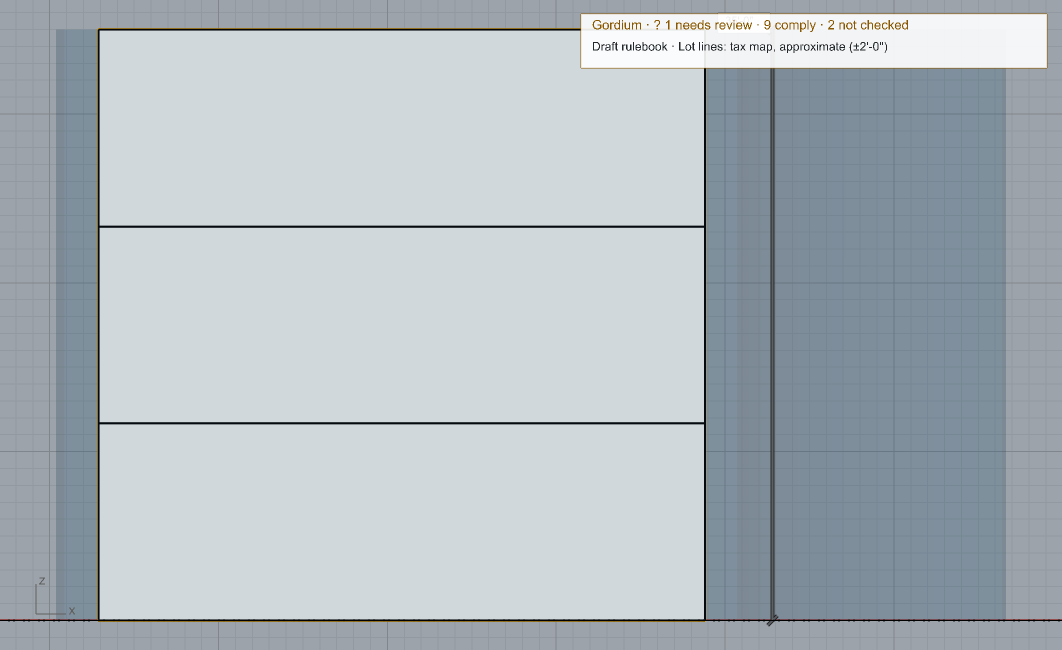 Gordium · ? 1 needs review · 9 comply · 2 not checked
Draft rulebook · Lot lines: tax map, approximate (±2'-0")
z
x